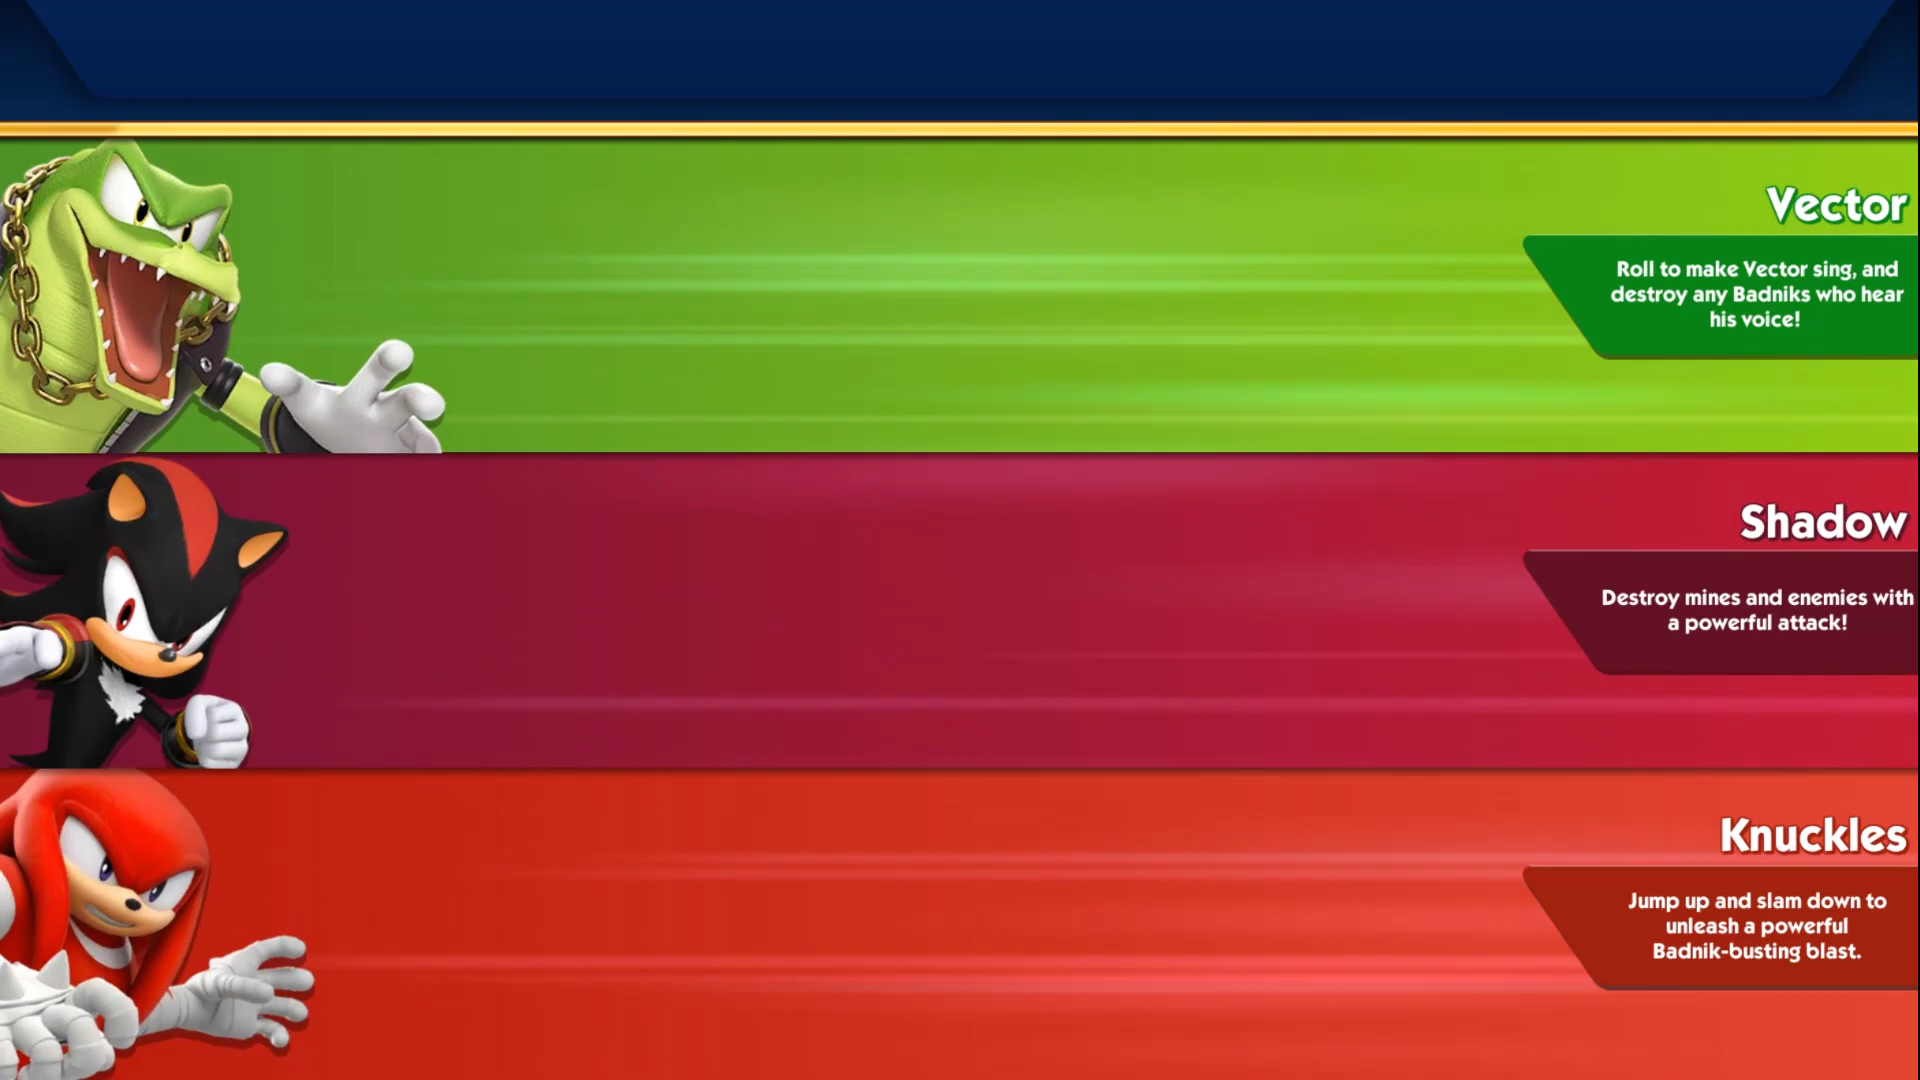 Vector
Roll to make Vector sing, and
destroy any Badniks who hear
his voice!
Shadow
Destroy mines and enemies with
a powerful attack!
Knuckles
Jump up and slam down to
unleash a powerful
Badnik-busting blast.